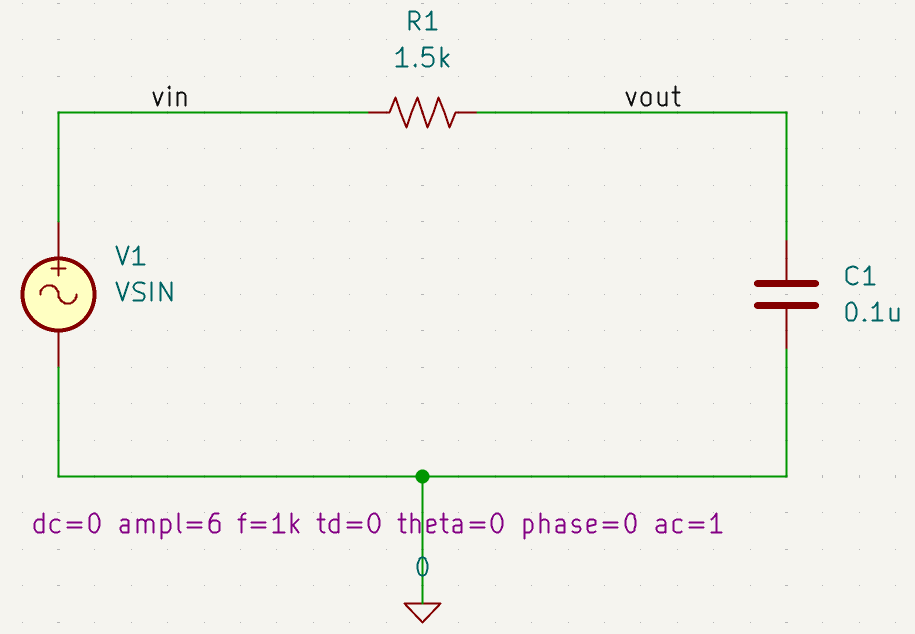 R1
1.5k
vin
vout
V1
VSIN
C1
0.1u
dc=0 ampl=6 f=1k td=0 theta=0 phase=0 ac=1
0